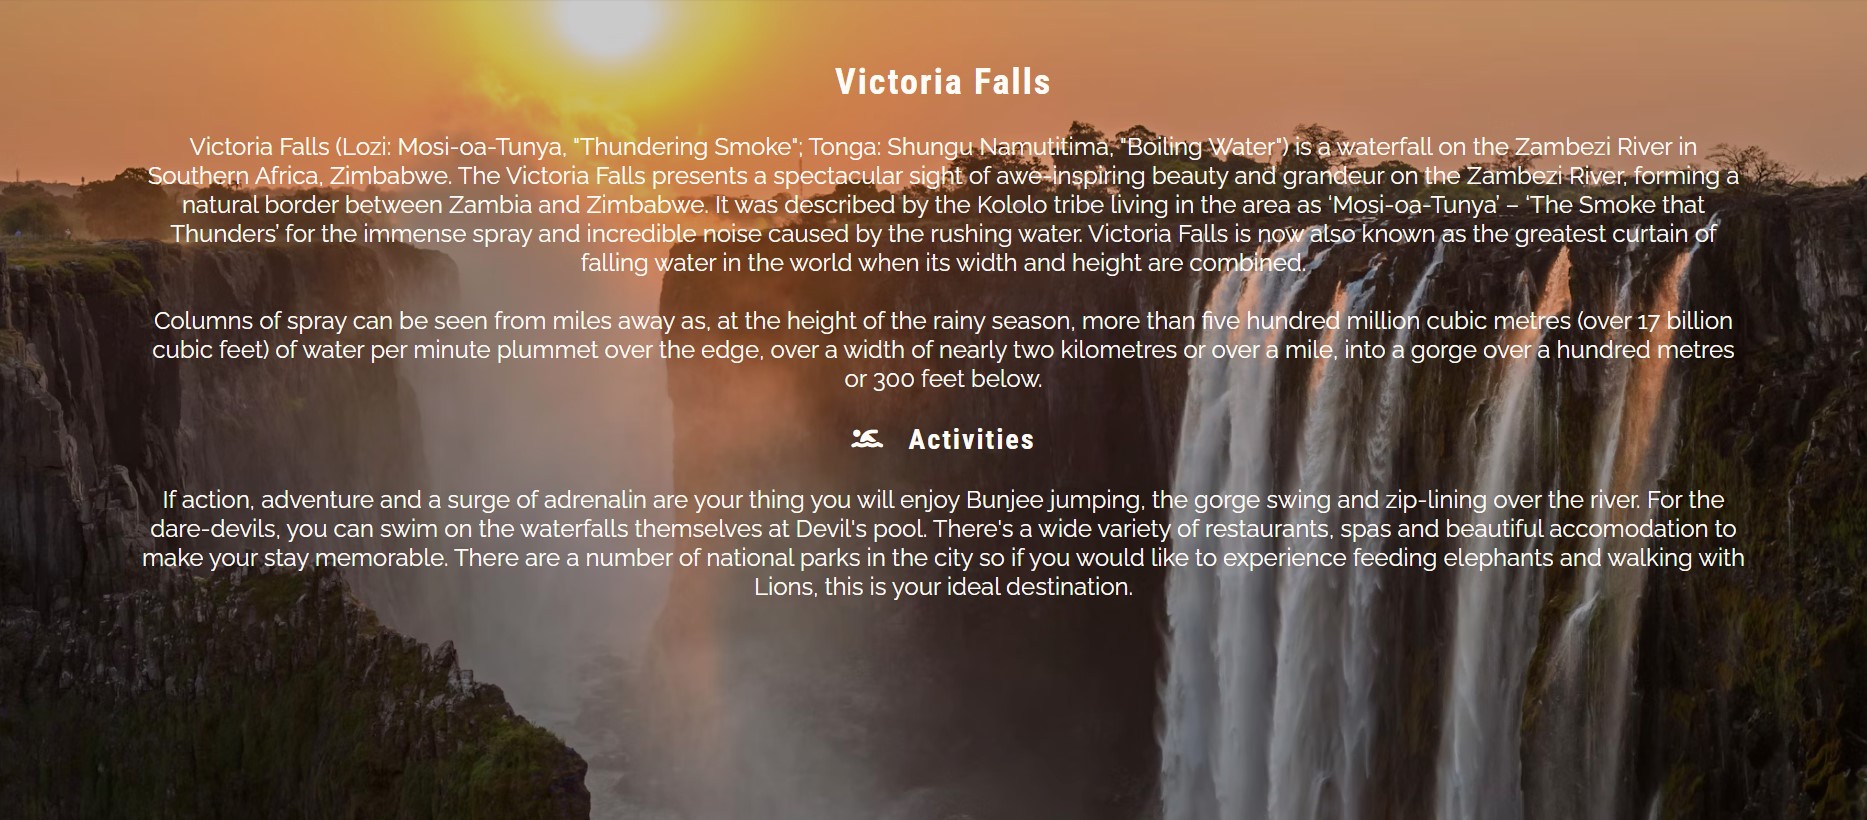 Victoria Falls
Victoria Falls (Lozi: Mosi-oa-Tunya, "Thundering Smoke"; Tonga: Shungu Namutitima, "Boiling Water") is a waterfall on the Zambezi River in
Southern Africa, Zimbabwe. The Victoria Falls presents a spectacular sight of awe-inspiring beauty and grandeur on the Zambezi River, forming a
natural border between Zambia and Zimbabwe. It was described by the Kololo tribe living in the area as ‘Mosi-oa-Tunya’ – ‘The Smoke that
Thunders’ for the immense spray and incredible noise caused by the rushing water. Victoria Falls is now also known as the greatest curtain of
falling water in the world when its width and height are combined.
Columns of spray can be seen from miles away as, at the height of the rainy season, more than five hundred million cubic metres (over 17 billion
cubic feet) of water per minute plummet over the edge, over a width of nearly two kilometres or over a mile, into a gorge over a hundred metres
or 300 feet below.
Activities
If action, adventure and a surge of adrenalin are your thing you will enjoy Bunjee jumping, the gorge swing and zip-lining over the river. For the
dare-devils, you can swim on the waterfalls themselves at Devil's pool. There's a wide variety of restaurants, spas and beautiful accomodation to
make your stay memorable. There are a number of national parks in the city so if you would like to experience feeding elephants and walking with
Lions, this is your ideal destination.